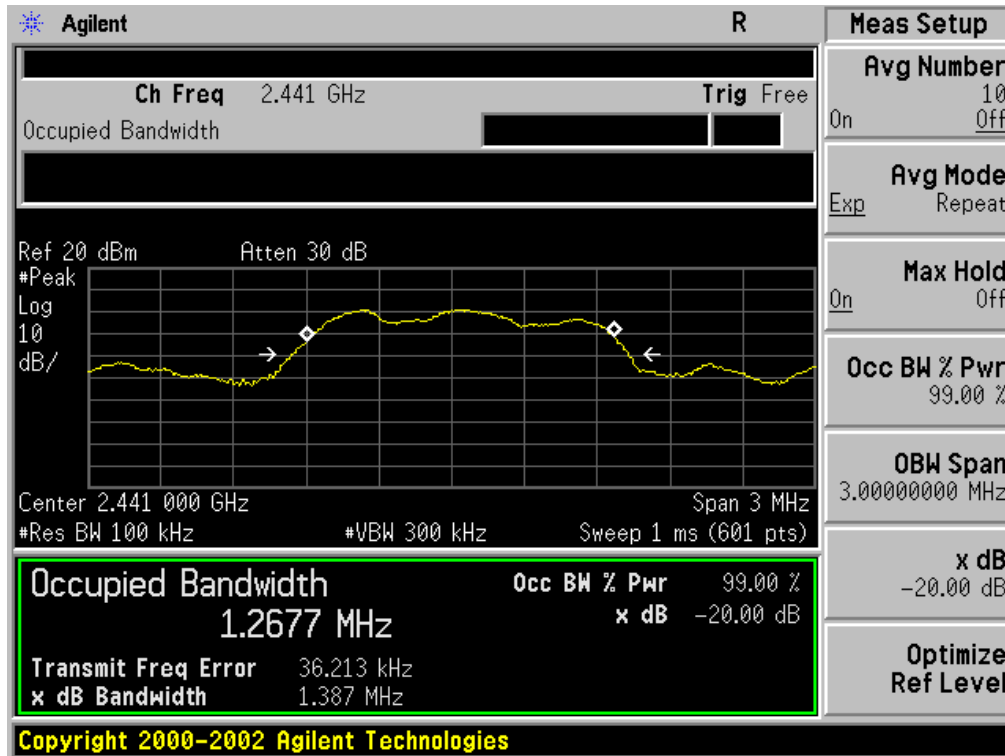 Agilent R Meas Setup
Ch Freq 2.441 GHz Trig Free
Occupied Bandwidth
Avg Number
10
On Off
Avg Mode
Exp Repeat
Max Hold
On Off
Occ BW % Pwr
99.00 %
OBW Span
3.00000000 MHz
x dB
-20.00 dB
Optimize
Ref Level
Ref 20 dBm Atten 30 dB
#Peak
Log
10
dB/
Center 2.441 000 GHz Span 3 MHz
#Res BW 100 kHz #VBW 300 kHz Sweep 1 ms (601 pts)
Occupied Bandwidth
1.2677 MHz
Occ BW % Pwr 99.00 %
x dB -20.00 dB
Transmit Freq Error 36.213 kHz
x dB Bandwidth 1.387 MHz
Copyright 2000-2002 Agilent Technologies